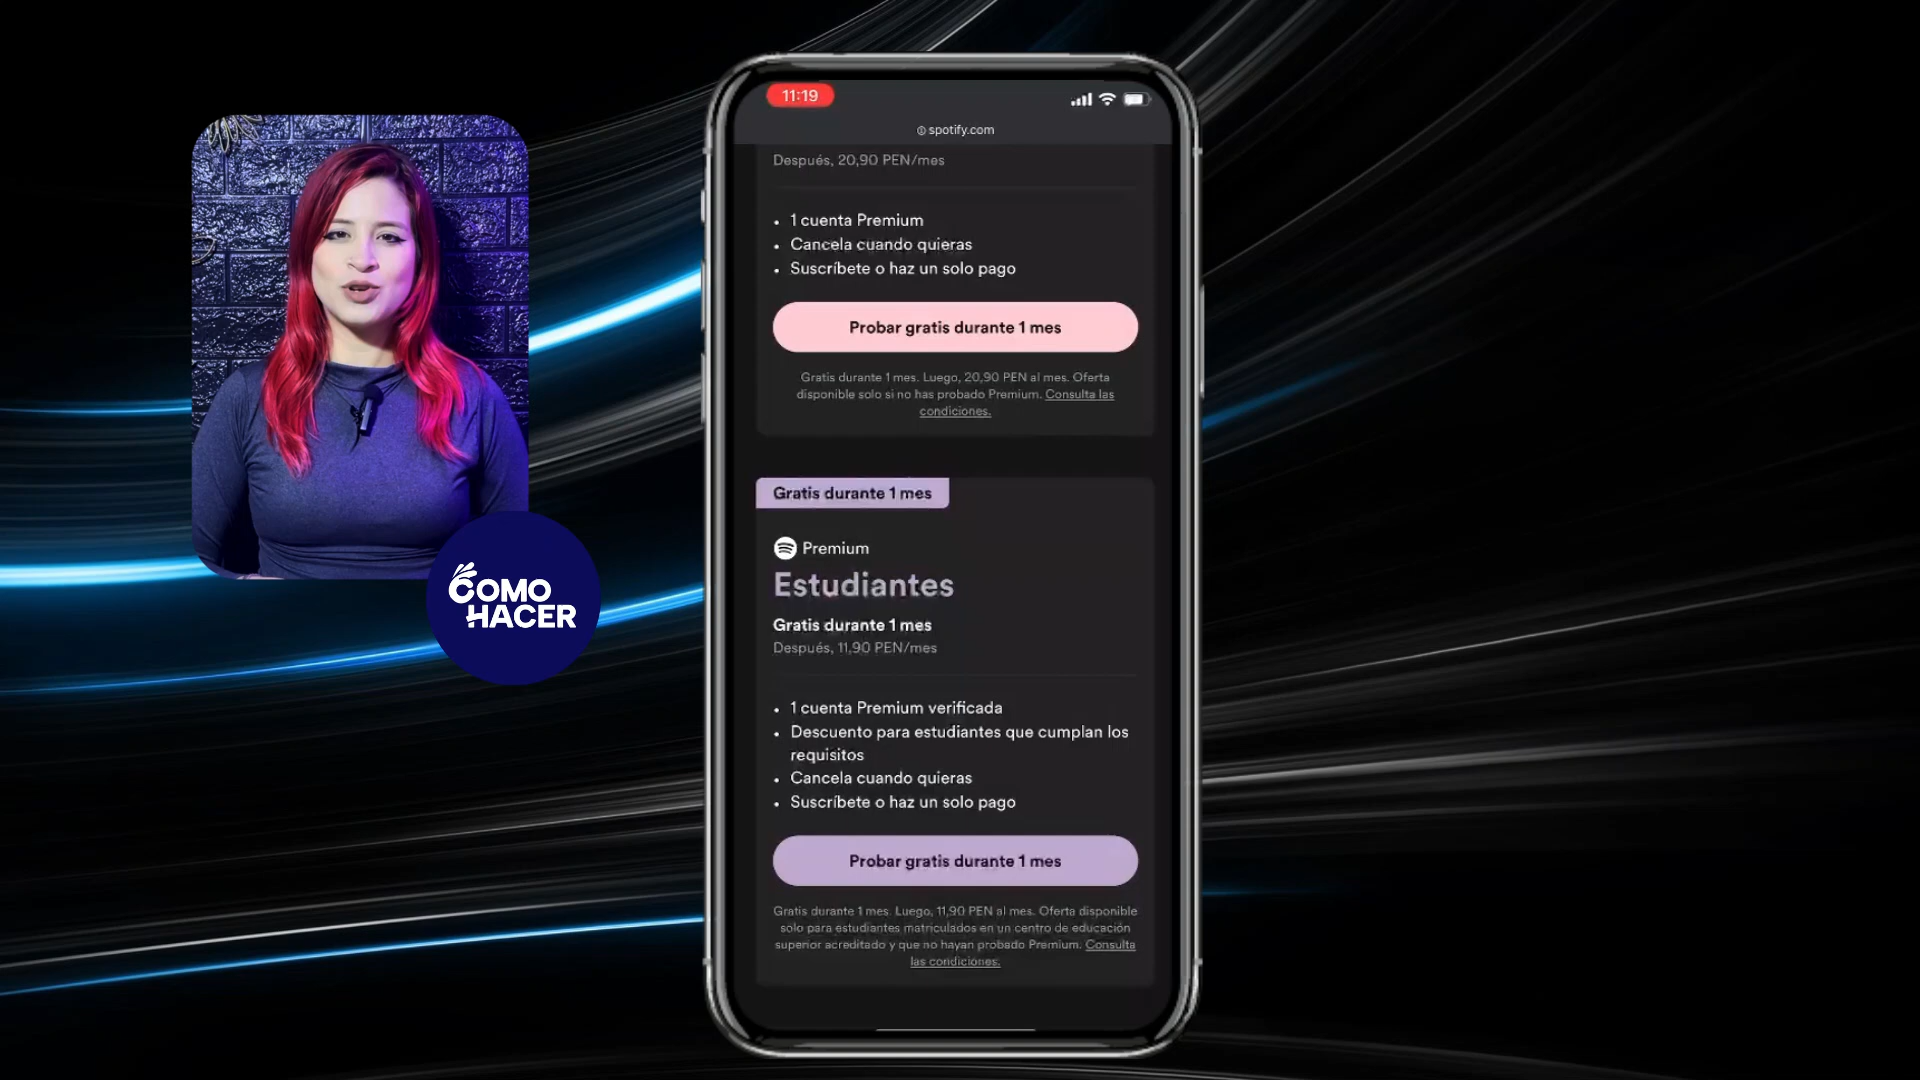 11:19
spotify.com
Después, 20,90 PEN/mes
• 1 cuenta Premium
• Cancela cuando quieras
• Suscríbete o haz un solo pago
Probar gratis durante 1 mes
Gratis durante 1 mes. Luego, 20,90 PEN al mes. Oferta
disponible solo si no has probado Premium. Consulta las
condiciones.
Gratis durante 1 mes
Premium
Estudiantes
Gratis durante 1 mes
Después, 11,90 PEN/mes
• 1 cuenta Premium verificada
• Descuento para estudiantes que cumplan los
requisitos
• Cancela cuando quieras
• Suscríbete o haz un solo pago
Probar gratis durante 1 mes
Gratis durante 1 mes. Luego, 11,90 PEN al mes. Oferta disponible
solo para estudiantes matriculados en un centro de educación
superior acreditado y que no hayan probado Premium. Consulta
las condiciones.
COMO
HACER